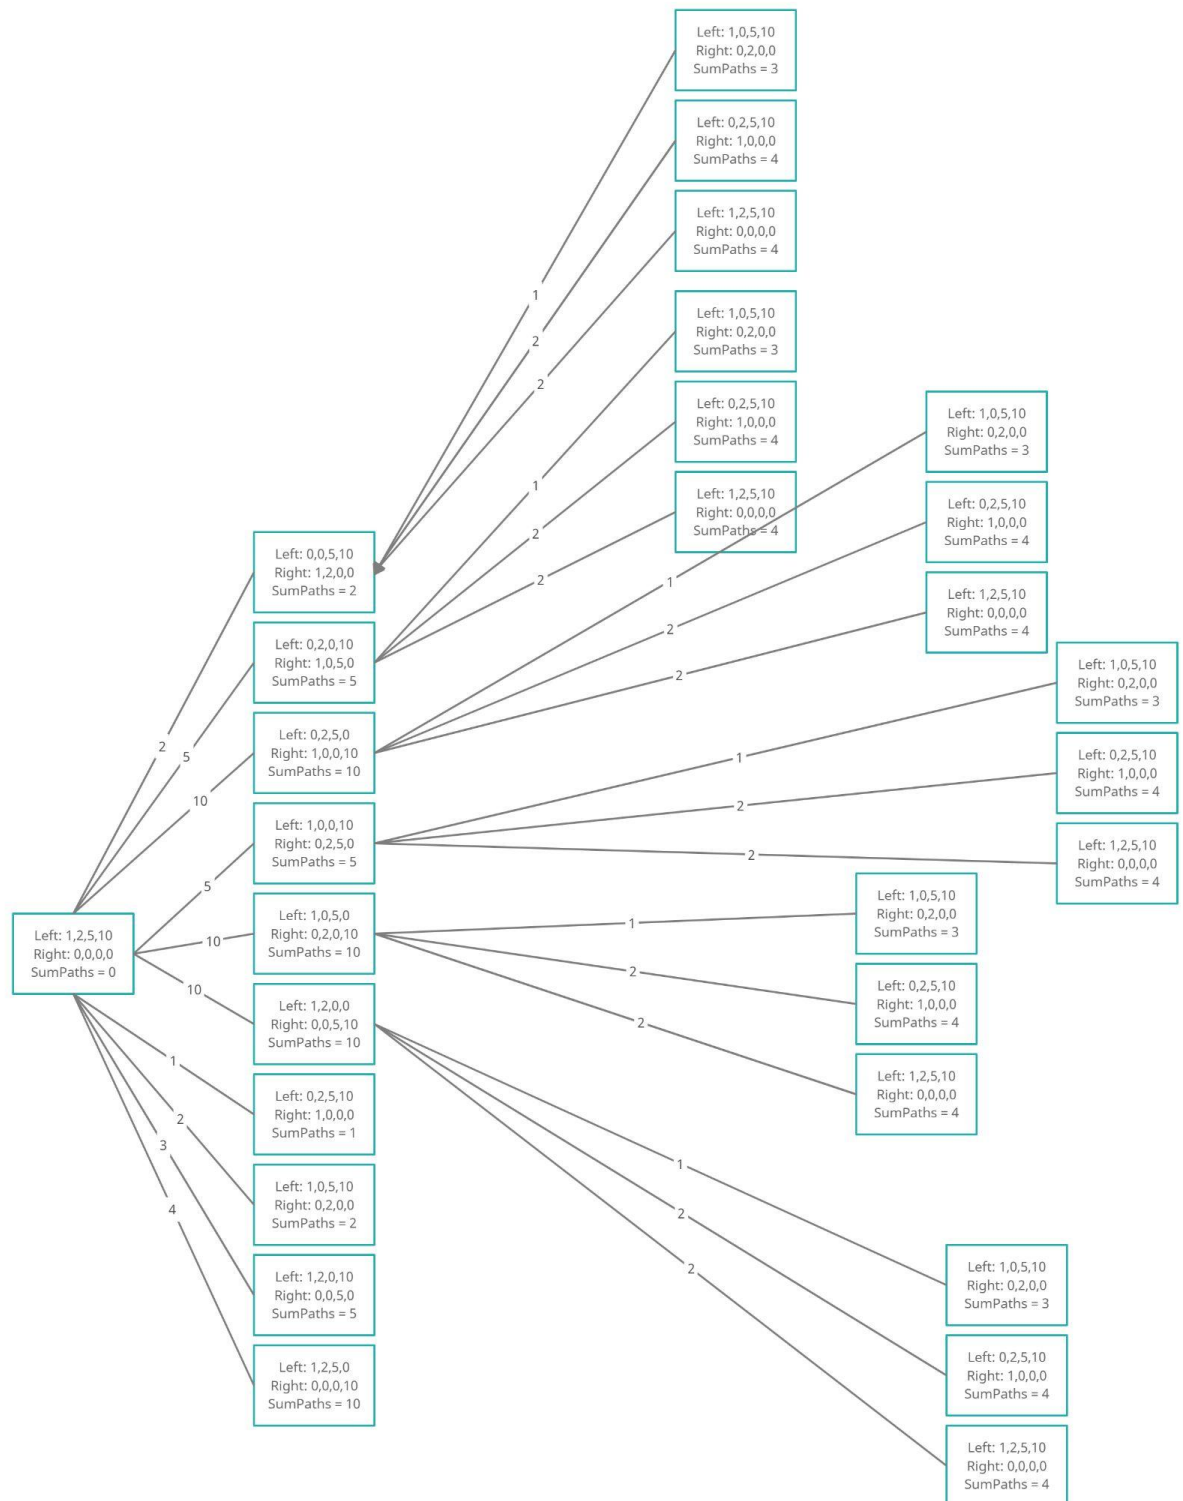 Left: 1,0,5,10
Right: 0,2,0,0
SumPaths = 3
Left: 0,2,5,10
Right: 1,0,0,0
SumPaths = 4
Left: 1,2,5,10
Right: 0,0,0,0
SumPaths = 4
1
2
2
Left: 1,0,5,10
Right: 0,2,0,0
SumPaths = 3
Left: 0,2,5,10
Right: 1,0,0,0
SumPaths = 4
Left: 1,2,5,10
Right: 0,0,0,0
SumPaths = 4
1
2
2
Left: 1,0,5,10
Right: 0,2,0,0
SumPaths = 3
Left: 0,2,5,10
Right: 1,0,0,0
SumPaths = 4
Left: 1,2,5,10
Right: 0,0,0,0
SumPaths = 4
1
2
2
Left: 1,0,5,10
Right: 0,2,0,0
SumPaths = 3
Left: 0,2,5,10
Right: 1,0,0,0
SumPaths = 4
Left: 1,2,5,10
Right: 0,0,0,0
SumPaths = 4
1
2
2
Left: 0,0,5,10
Right: 1,2,0,0
SumPaths = 2
Left: 0,2,0,10
Right: 1,0,5,0
SumPaths = 5
Left: 0,2,5,0
Right: 1,0,0,10
SumPaths = 10
Left: 1,0,0,10
Right: 0,2,5,0
SumPaths = 5
Left: 1,0,5,0
Right: 0,2,0,10
SumPaths = 10
Left: 1,2,0,0
Right: 0,0,5,10
SumPaths = 10
Left: 0,2,5,10
Right: 1,0,0,0
SumPaths = 1
Left: 1,0,5,10
Right: 0,2,0,0
SumPaths = 2
Left: 1,2,0,10
Right: 0,0,5,0
SumPaths = 5
Left: 1,2,5,0
Right: 0,0,0,10
SumPaths = 10
2
5
10
5
10
10
1
2
3
4
Left: 1,2,5,10
Right: 0,0,0,0
SumPaths = 0
1
2
2
Left: 1,0,5,10
Right: 0,2,0,0
SumPaths = 3
Left: 0,2,5,10
Right: 1,0,0,0
SumPaths = 4
Left: 1,2,5,10
Right: 0,0,0,0
SumPaths = 4
1
2
2
Left: 1,0,5,10
Right: 0,2,0,0
SumPaths = 3
Left: 0,2,5,10
Right: 1,0,0,0
SumPaths = 4
Left: 1,2,5,10
Right: 0,0,0,0
SumPaths = 4